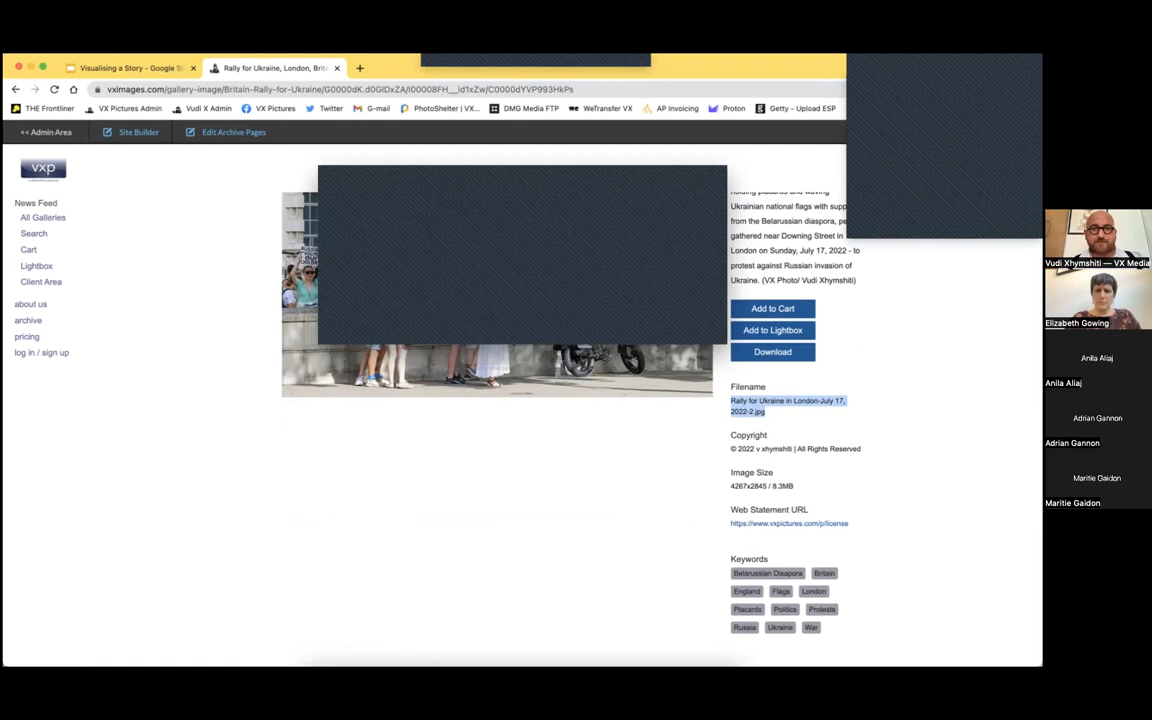 Visualising a Story - Google Sl
Rally for Ukraine, London, Brit
vximages.com/gallery-image/Britain-Rally-for-Ukraine/G0000dK.d0GIDxZA/I00008FH__id1xZw/C0000dYVP993HkPs
THE Frontliner
VX Pictures Admin
Vudi X Admin
VX Pictures
Twitter
G-mail
PhotoShelter | VX...
DMG Media FTP
WeTransfer VX
AP Invoicing
Proton
Getty - Upload ESP
<< Admin Area
Site Builder
Edit Archive Pages
vxp
News Feed
All Galleries
Search
Cart
Lightbox
Client Area
about us
archive
pricing
log in / sign up
holding placards and waving
Ukrainian national flags with supp
from the Belarussian diaspora, pe
gathered near Downing Street in
London on Sunday, July 17, 2022 - to
protest against Russian invasion of
Ukraine. (VX Photo/ Vudi Xhymshiti)
Add to Cart
Add to Lightbox
Download
Filename
Rally for Ukraine in London-July 17,
2022-2.jpg
Copyright
© 2022 v xhymshiti | All Rights Reserved
Image Size
4267x2845 / 8.3MB
Web Statement URL
https://www.vxpictures.com/p/license
Keywords
Belarussian Disapora
Britain
England
Flags
London
Placards
Politics
Protests
Russia
Ukraine
War
Vudi Xhymshiti — VX Media
Elizabeth Gowing
Anila Aliaj
Anila Aliaj
Adrian Gannon
Adrian Gannon
Maritie Gaidon
Maritie Gaidon